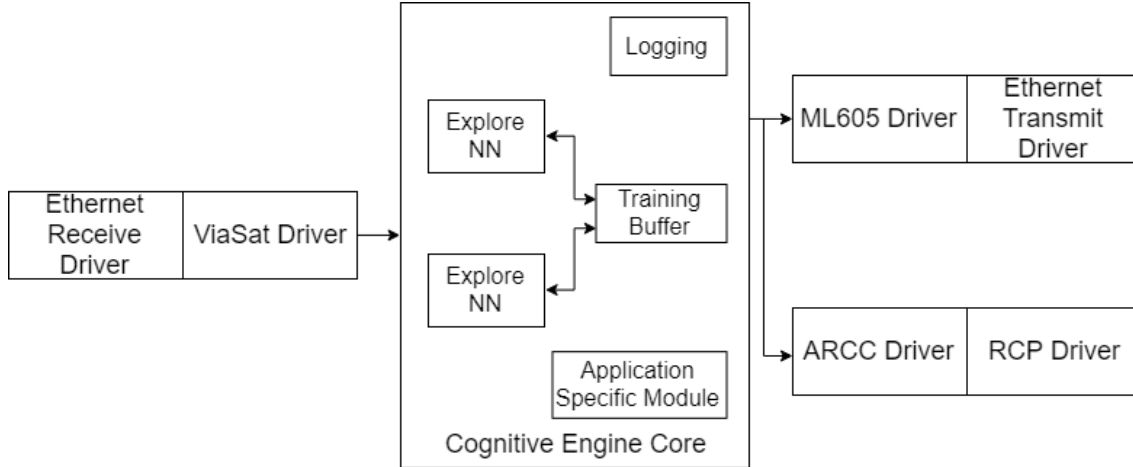 Ethernet
Receive
Driver
ViaSat Driver
Logging
Explore
NN
Training
Buffer
Explore
NN
Application
Specific Module
Cognitive Engine Core
ML605 Driver
Ethernet
Transmit
Driver
ARCC Driver
RCP Driver